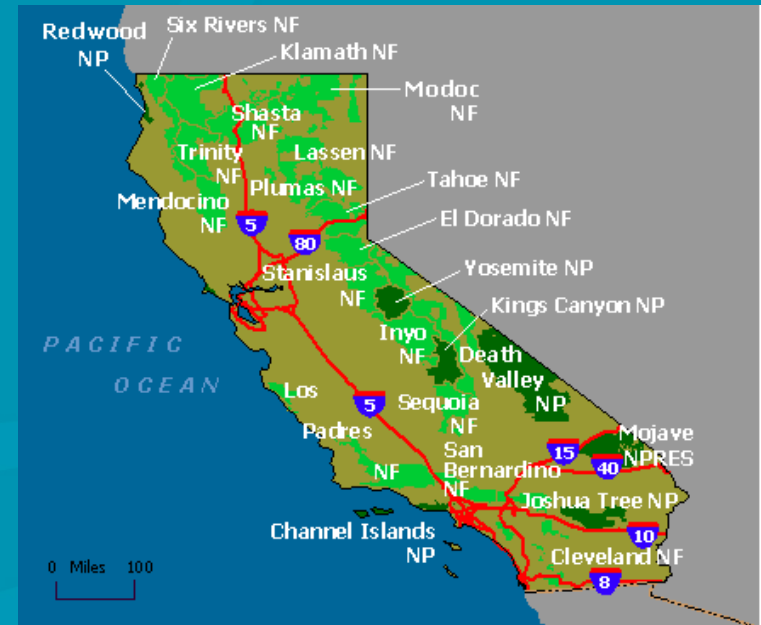 Six Rivers NF
Redwood
NP
Klamath NF
Modoc
NF
Shasta
NF
Trinity
NF
Lassen NF
Plumas NF
Tahoe NF
Mendocino
NF
El Dorado NF
5
80
Stanislaus
NF
Yosemite NP
Kings Canyon NP
Inyo
NF
PACIFIC
OCEAN
Death
Valley
NP
Los
Padres
NF
5
Sequoia
NF
San
Bernardino
NF
15
40
Mojave
NPRES
Joshua Tree NP
Channel Islands
NP
10
Cleveland NF
8
0 Miles 100